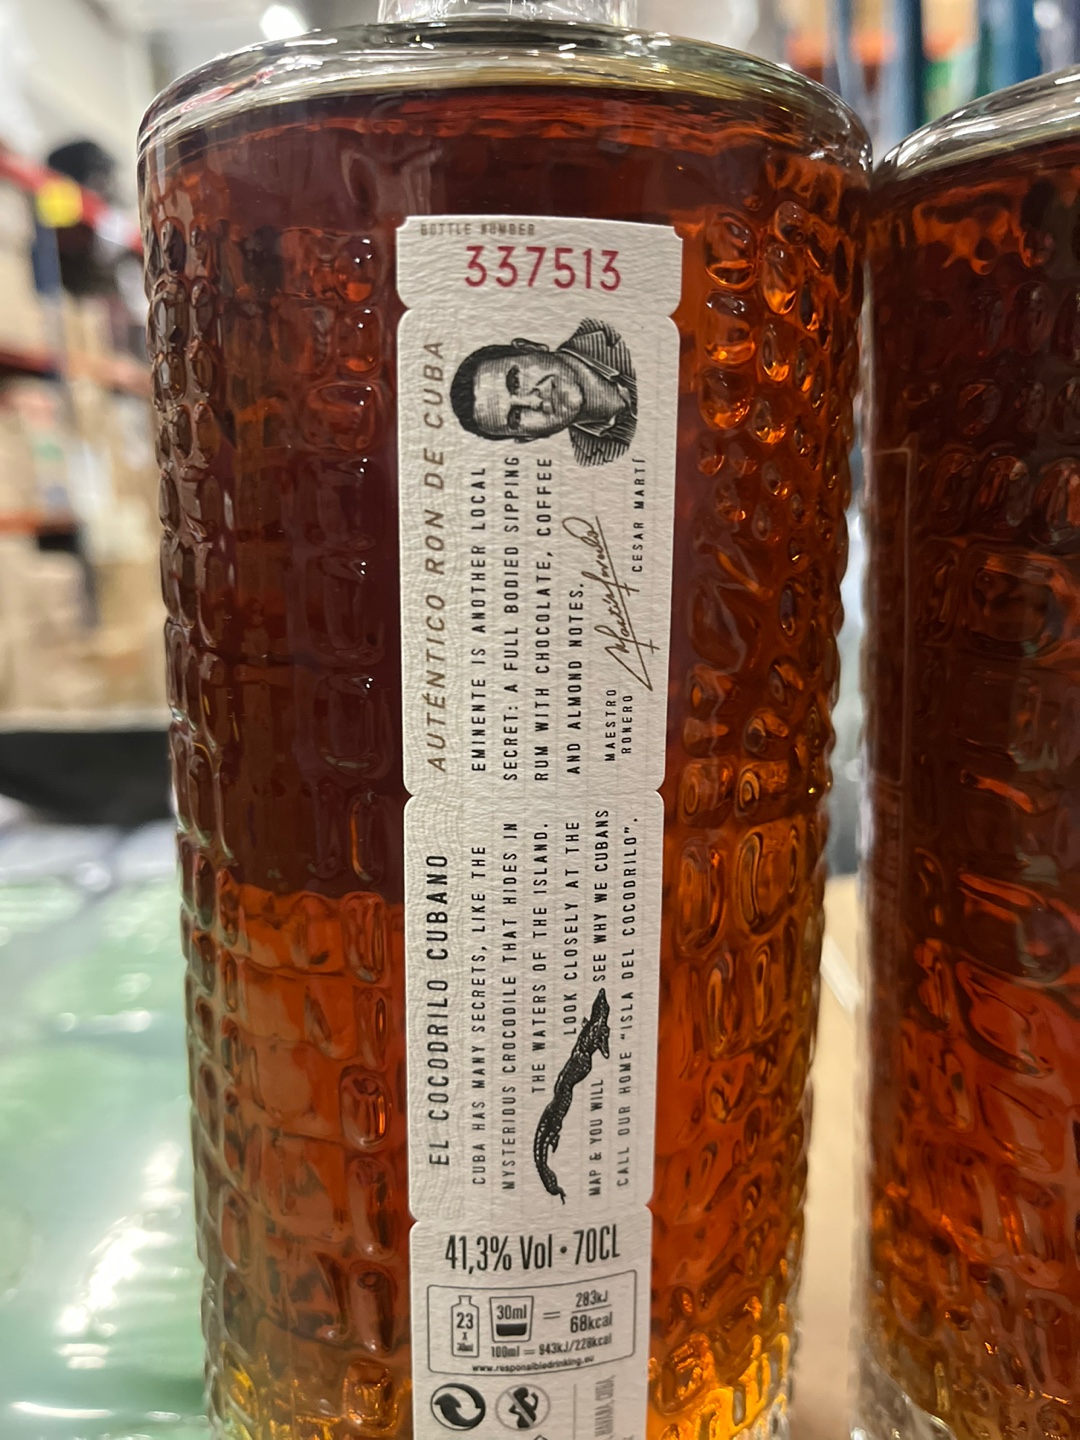 BOTTLE NUMBER
337513
AUTÉNTICO RON DE CUBA
EMINENTE IS ANOTHER LOCAL
SECRET: A FULL BODIED SIPPING
RUM WITH CHOCOLATE, COFFEE
AND ALMOND NOTES.
MAESTRO
RONERO
CESAR MARTÍ
EL COCODRILO CUBANO
CUBA HAS MANY SECRETS, LIKE THE
MYSTERIOUS CROCODILE THAT HIDES IN
THE WATERS OF THE ISLAND.
LOOK CLOSELY AT THE
MAP & YOU WILL SEE WHY WE CUBANS
CALL OUR HOME "ISLA DEL COCODRILO".
41,3% Vol • 70CL
23
x
30ml
30ml
=
283kJ
68kcal
100ml = 943kJ/228kcal
www.responsibledrinking.eu